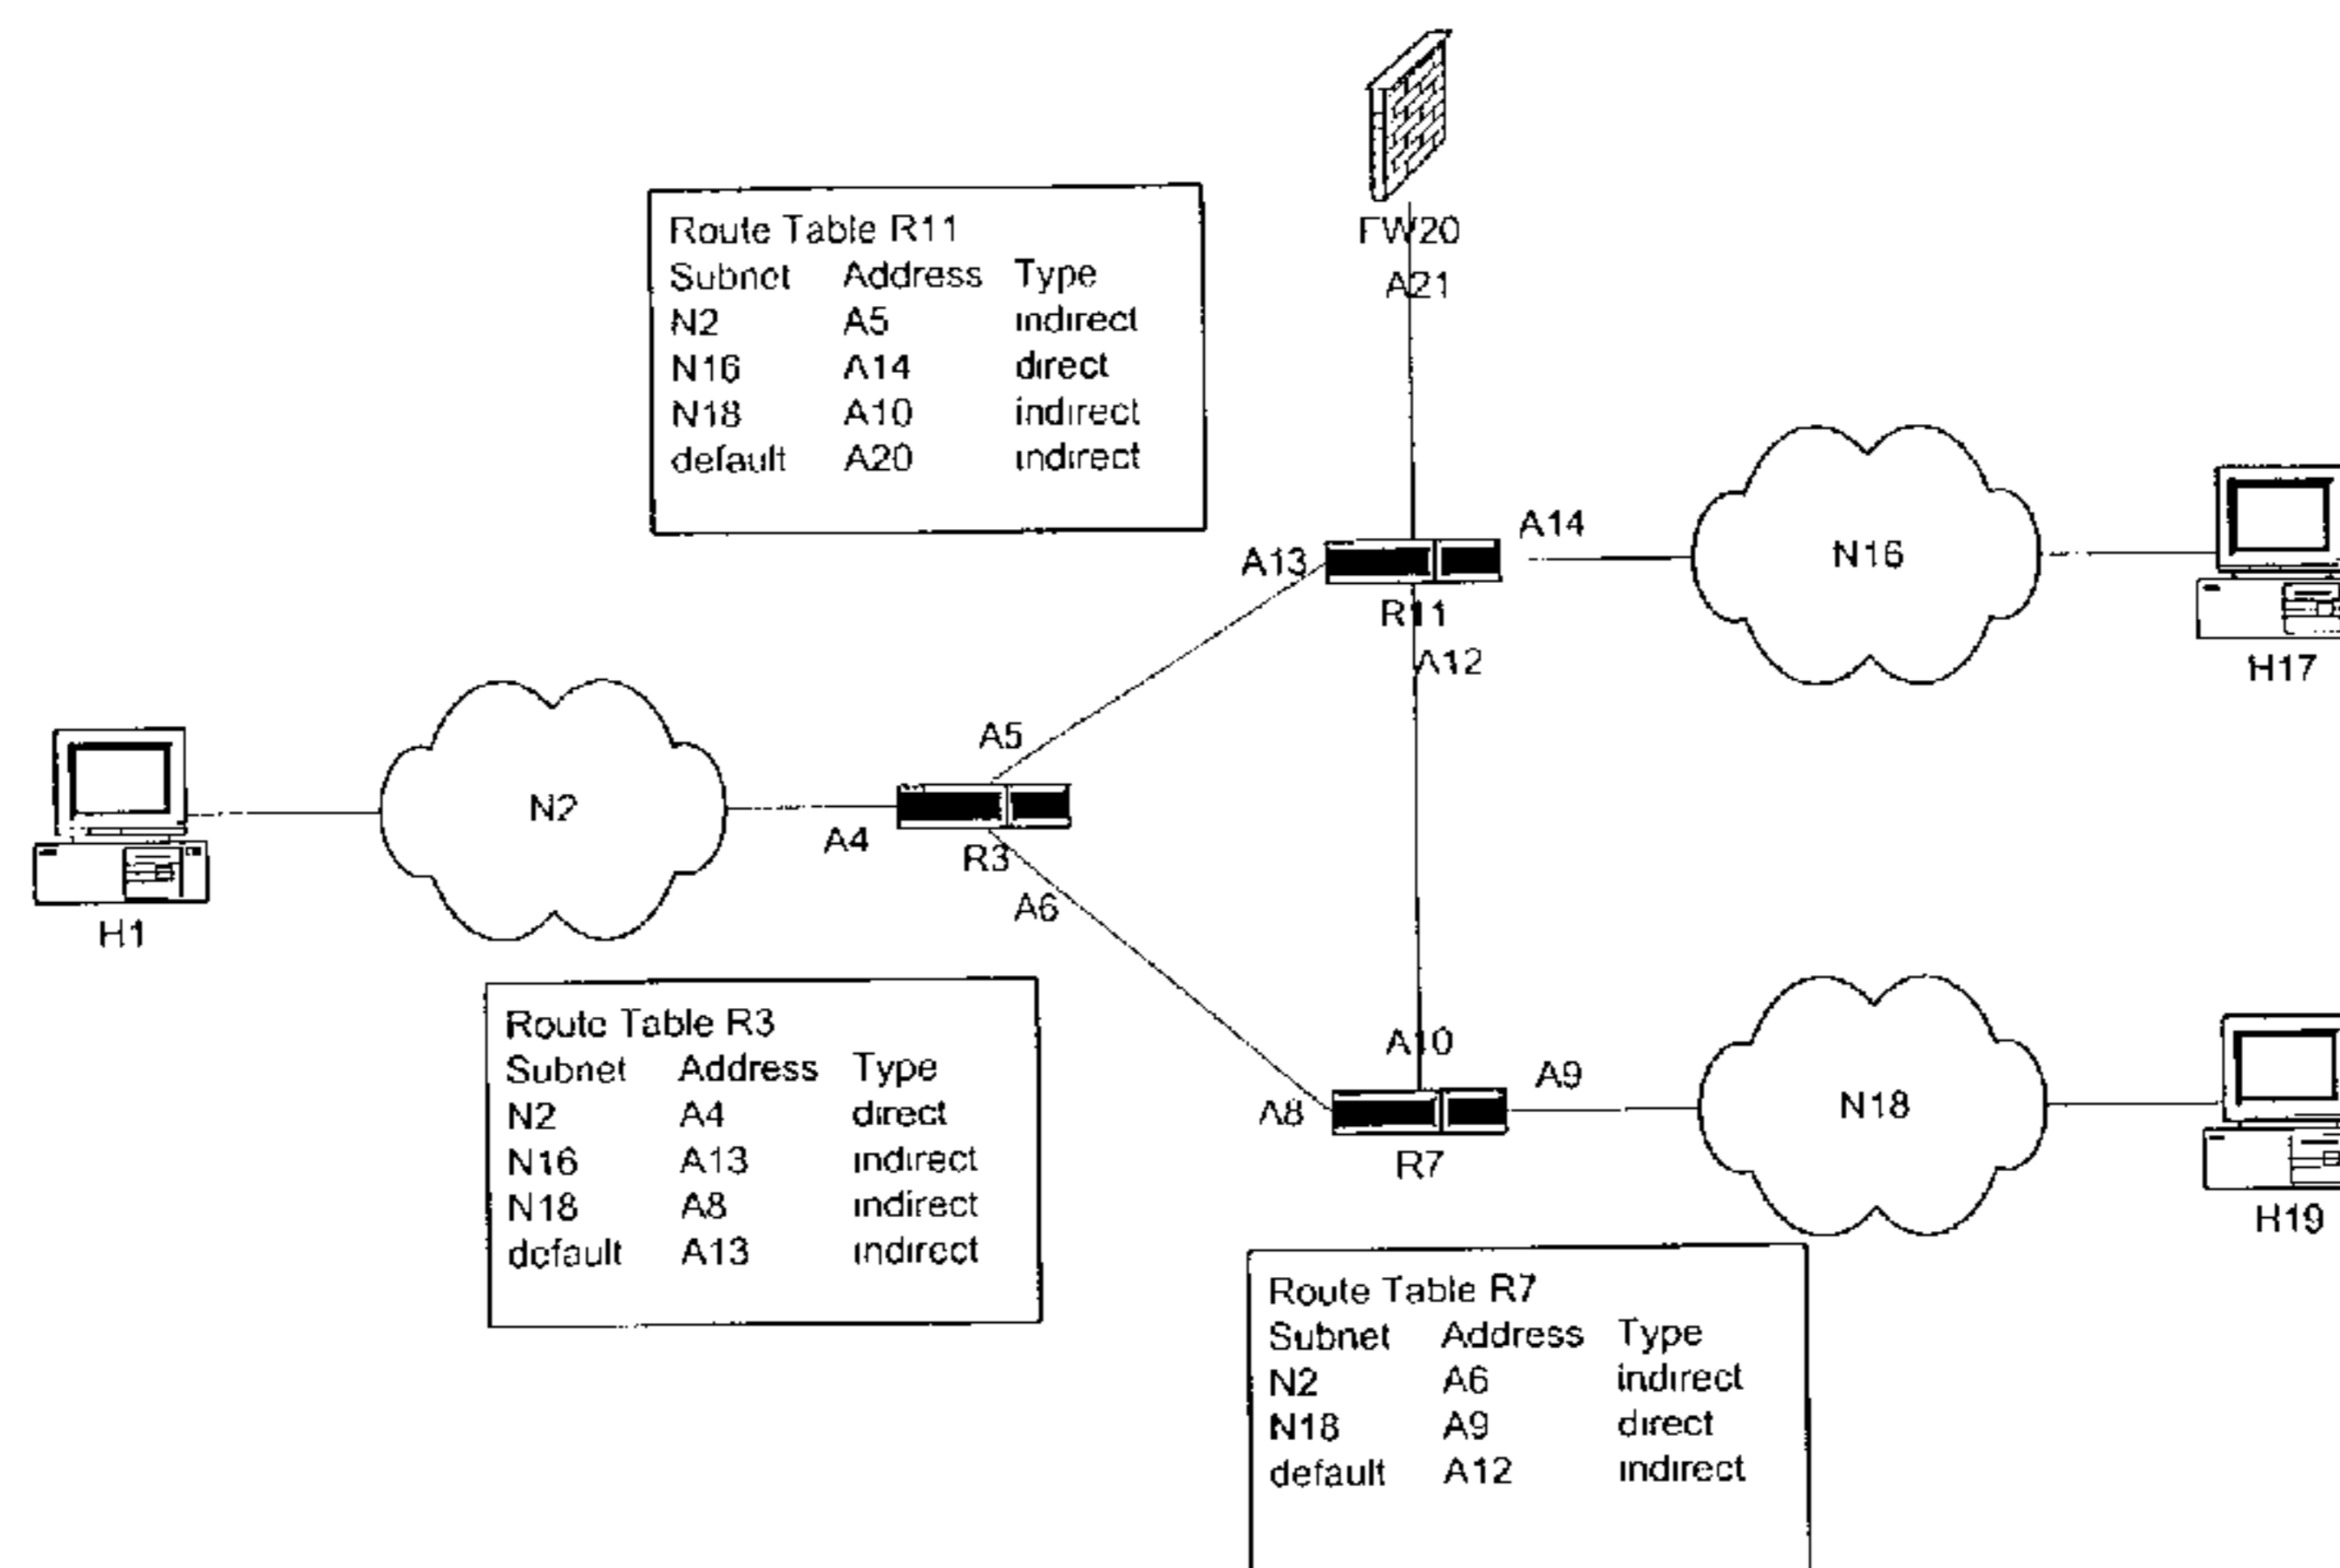 FW20
A21
Route Table R11
Subnet Address Type
N2 A5 indirect
N16 A14 direct
N18 A10 indirect
default A20 indirect
A13
A14
R11
A12
N16
H17
H1
N2
A4
A5
R3
A6
Route Table R3
Subnet Address Type
N2 A4 direct
N16 A13 indirect
N18 A8 indirect
default A13 indirect
A10
A8
A9
R7
N18
H19
Route Table R7
Subnet Address Type
N2 A6 indirect
N18 A9 direct
default A12 indirect